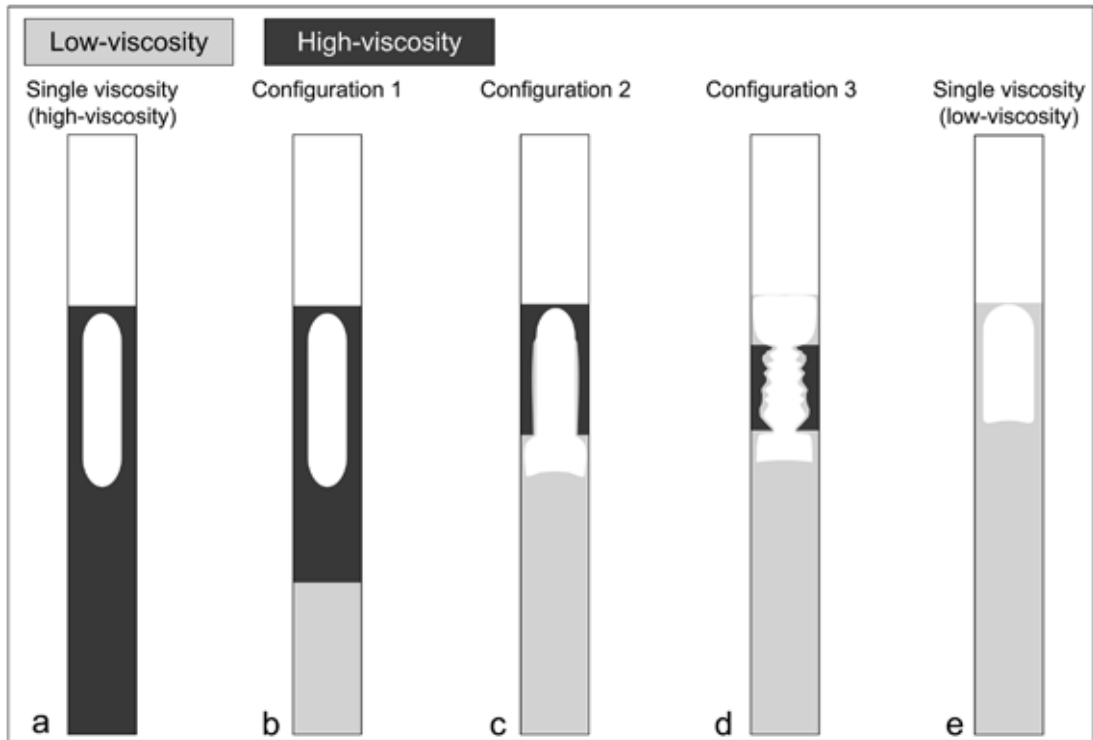 Low-viscosity
High-viscosity
Single viscosity
(high-viscosity)
Configuration 1
Configuration 2
Configuration 3
Single viscosity
(low-viscosity)
a
b
c
d
e